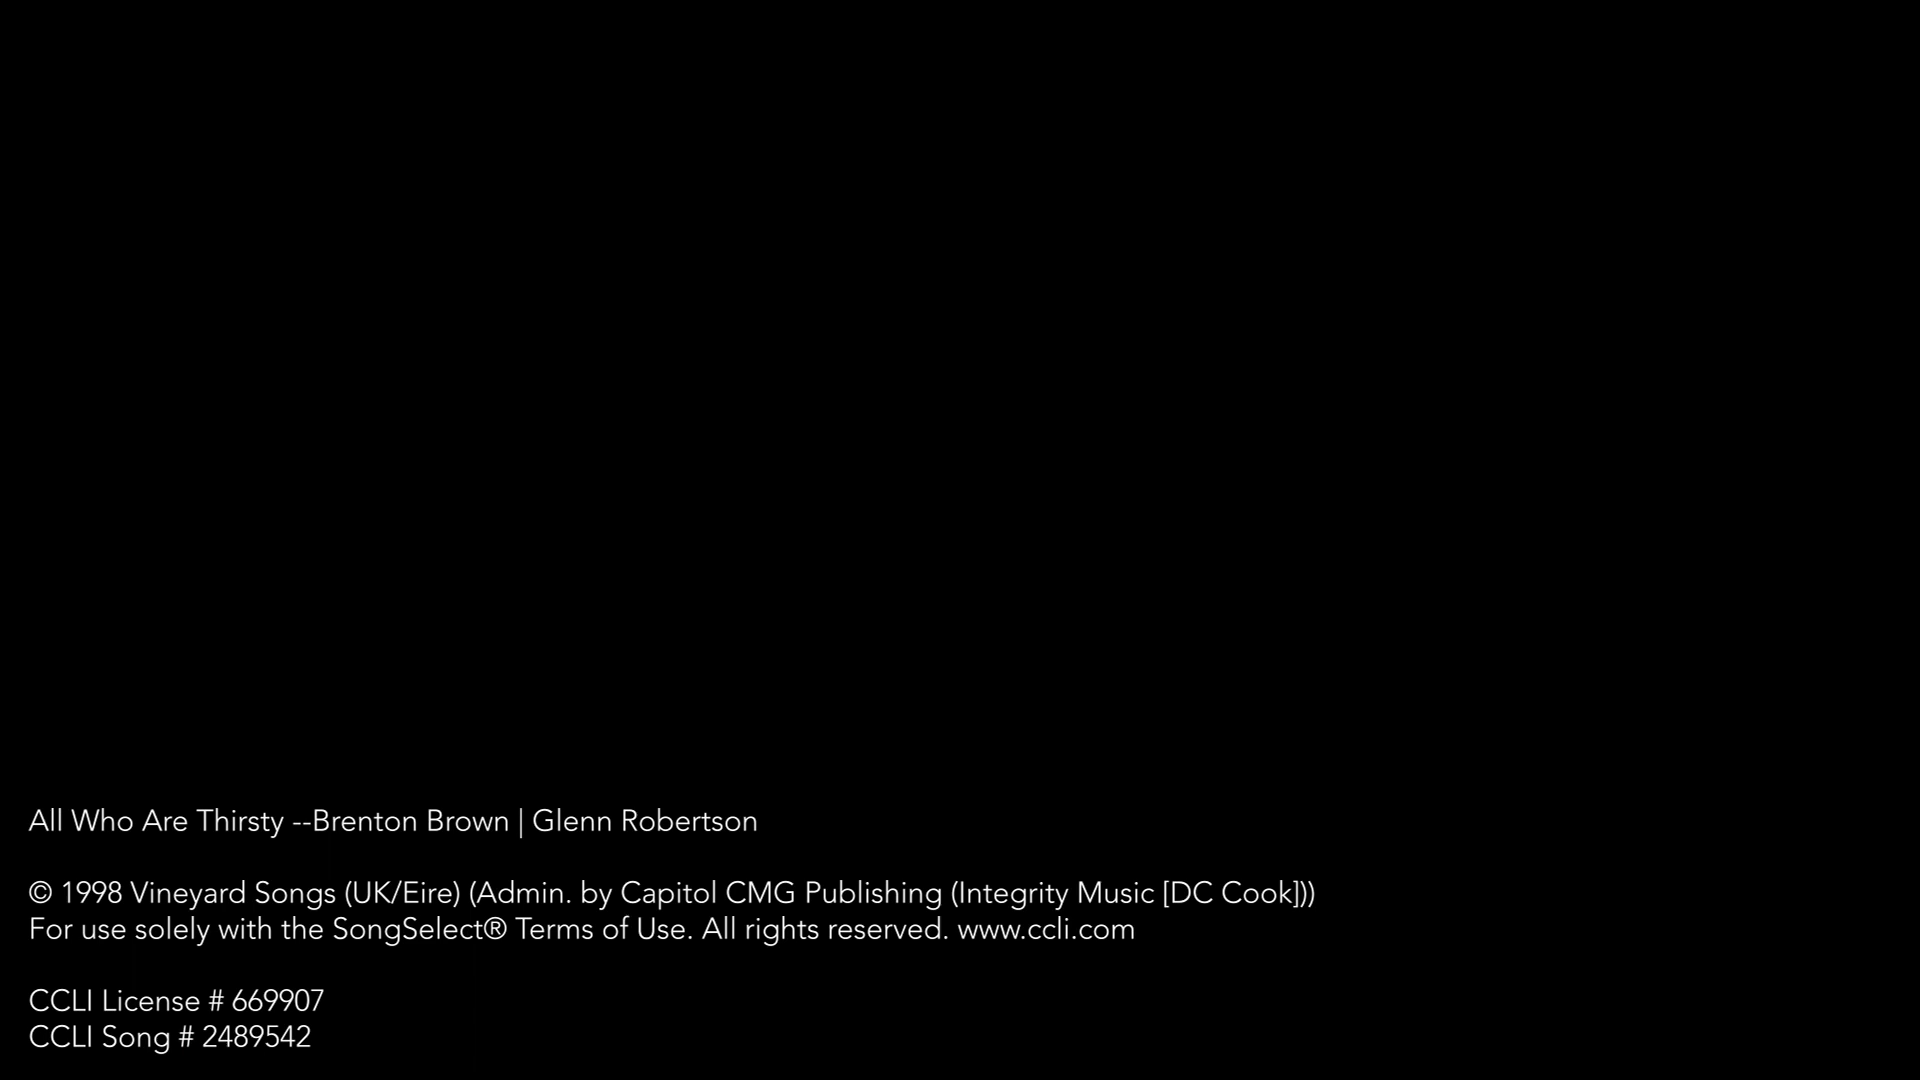 All Who Are Thirsty --Brenton Brown | Glenn Robertson
© 1998 Vineyard Songs (UK/Eire) (Admin. by Capitol CMG Publishing (Integrity Music [DC Cook]))
For use solely with the SongSelect® Terms of Use. All rights reserved. www.ccli.com
CCLI License # 669907
CCLI Song # 2489542